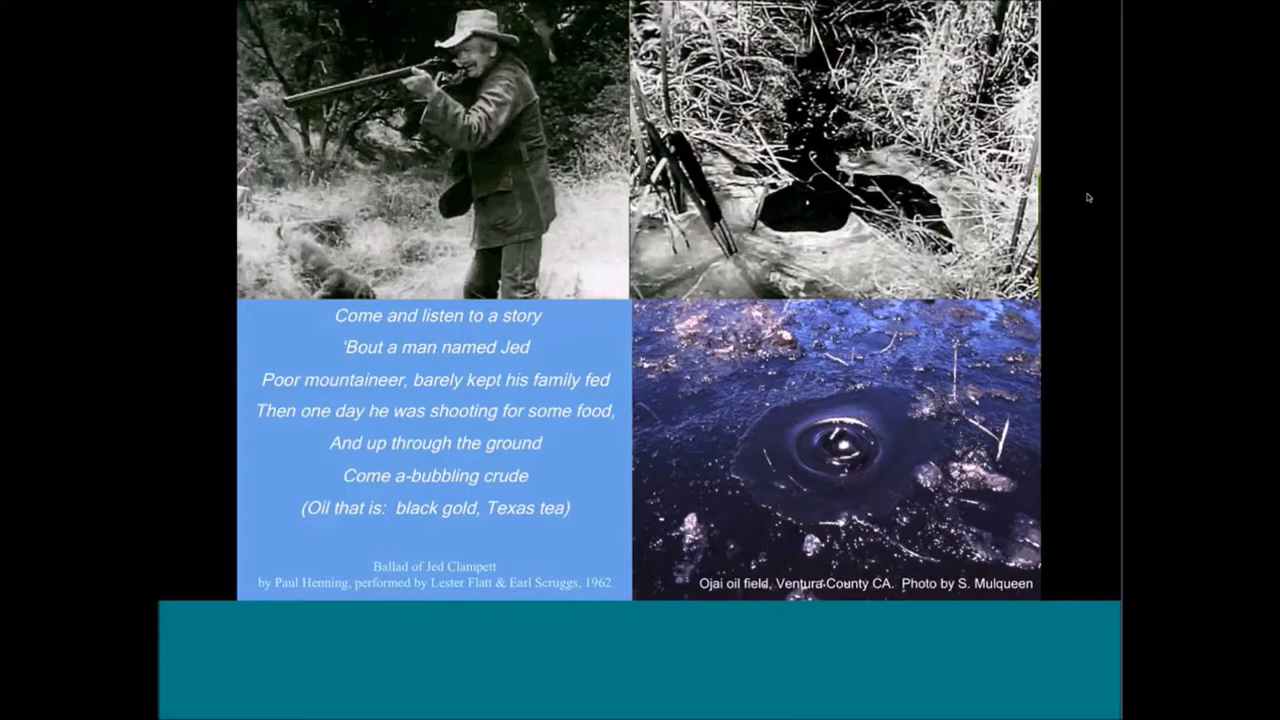 Come and listen to a story
‘Bout a man named Jed
Poor mountaineer, barely kept his family fed
Then one day he was shooting for some food,
And up through the ground
Come a-bubbling crude
(Oil that is:  black gold, Texas tea)
Ballad of Jed Clampett
by Paul Henning, performed by Lester Flatt & Earl Scruggs, 1962
Ojai oil field, Ventura County CA.  Photo by S. Mulqueen